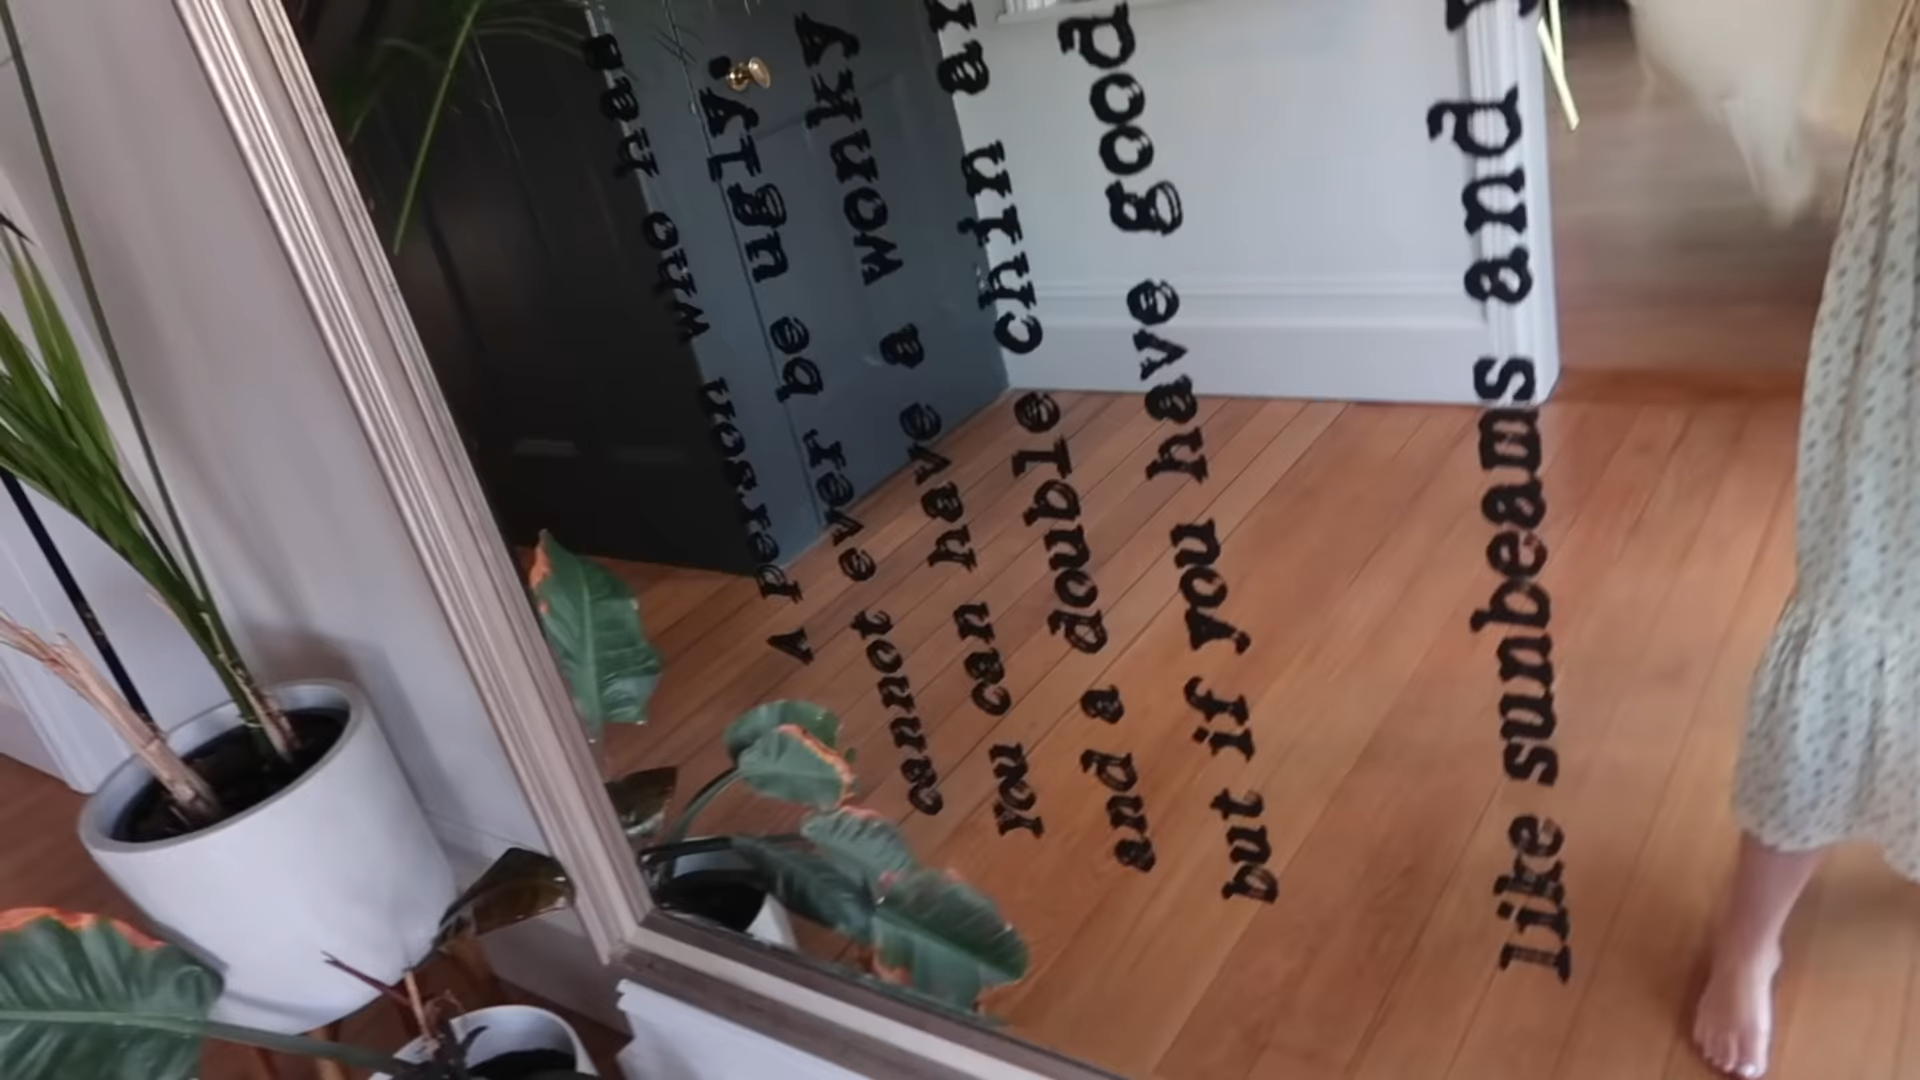 A person who has
cannot ever be ugly.
you can have a wonky
and a double chin
but if you have good
like sunbeams and